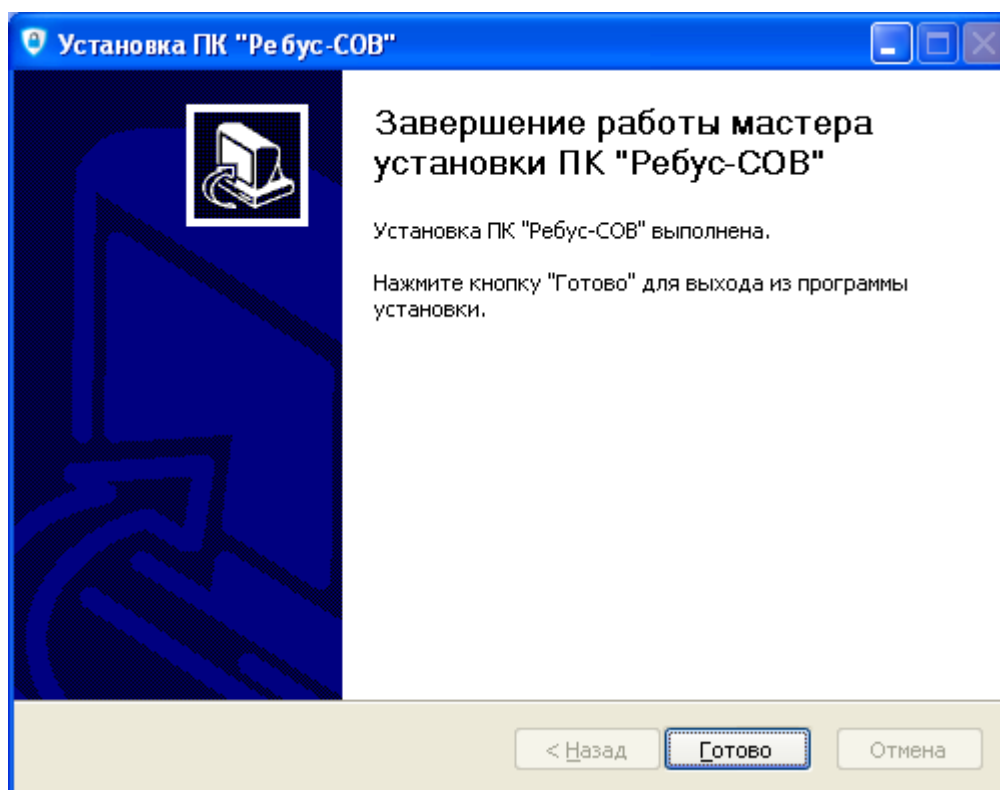 Установка ПК "Ребус-СОВ"
Завершение работы мастера
установки ПК "Ребус-СОВ"
Установка ПК "Ребус-СОВ" выполнена.
Нажмите кнопку "Готово" для выхода из программы
установки.
< Назад Готово Отмена